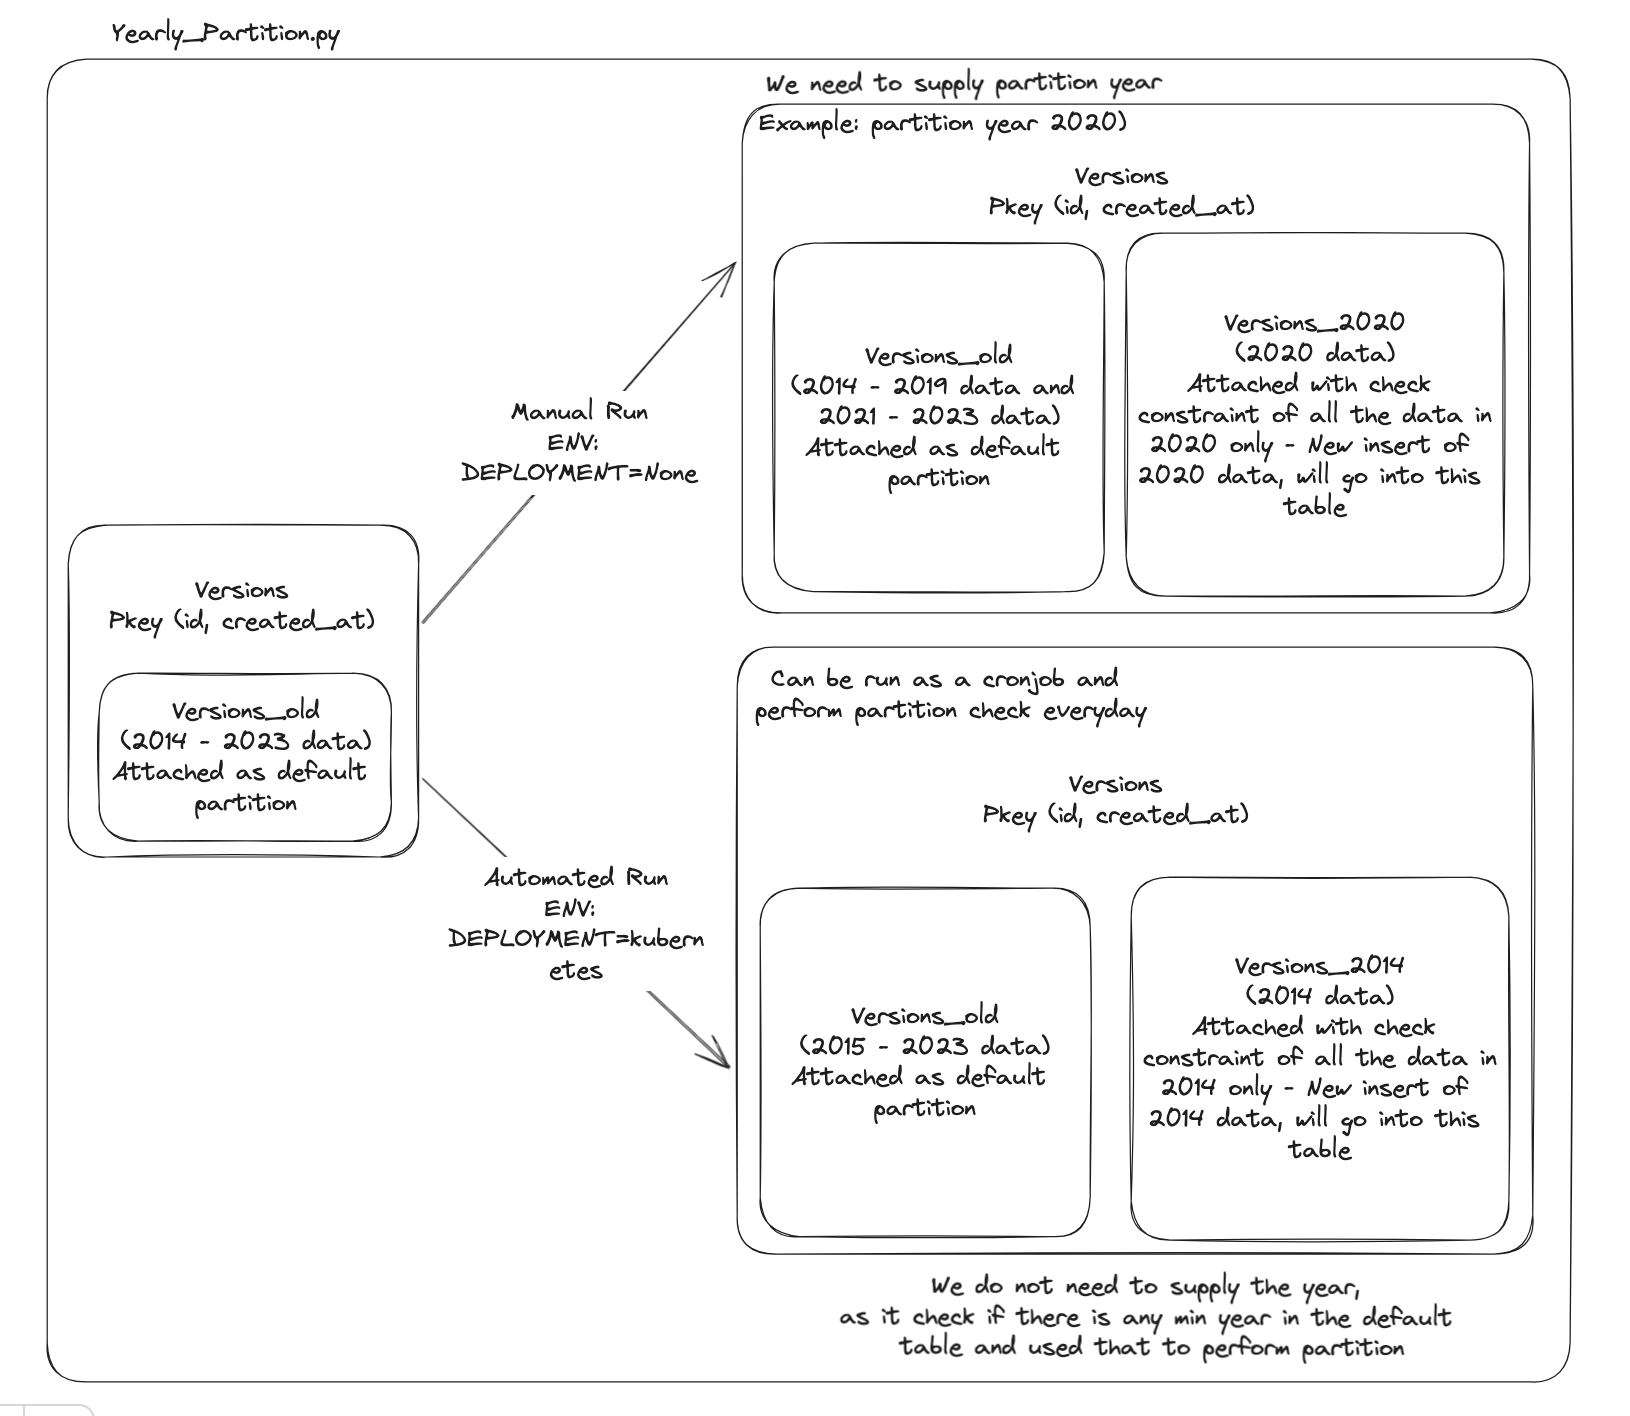 Yearly_Partition.py
We need to supply partition year
Example: partition year 2020)
Versions
Pkey (id, created_at)
Versions_old
(2014 - 2019 data and
2021 - 2023 data)
Attached as default
partition
Versions_2020
(2020 data)
Attached with check
constraint of all the data in
2020 only - New insert of
2020 data, will go into this
table
Manual Run
ENV:
DEPLOYMENT=None
Versions
Pkey (id, created_at)
Versions_old
(2014 - 2023 data)
Attached as default
partition
Automated Run
ENV:
DEPLOYMENT=kubern
etes
Can be run as a cronjob and
perform partition check everyday
Versions
Pkey (id, created_at)
Versions_old
(2015 - 2023 data)
Attached as default
partition
Versions_2014
(2014 data)
Attached with check
constraint of all the data in
2014 only - New insert of
2014 data, will go into this
table
We do not need to supply the year,
as it check if there is any min year in the default
table and used that to perform partition